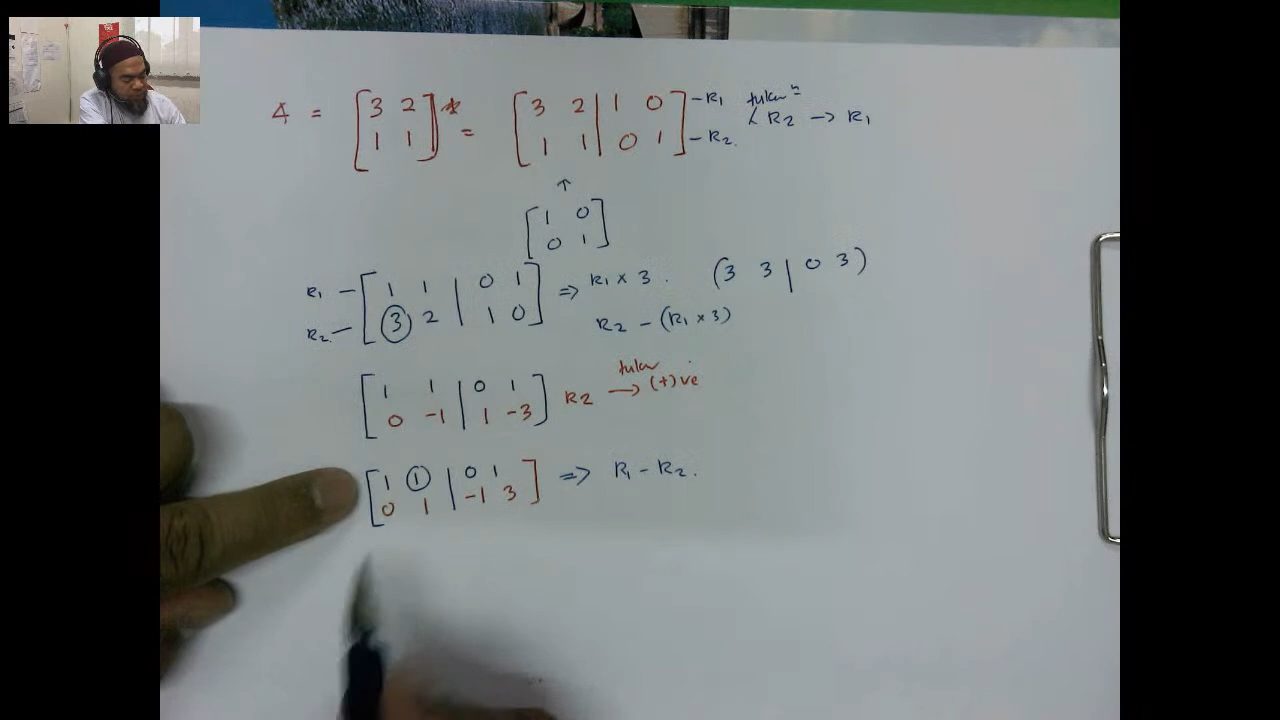 A = [3 2] * = [3 2 | 1 0] - R1 tukar (R2 → R1
[1 1] [1 1 | 0 1] - R2.
↑
[1 0]
[0 1]
R1 - [1 1 | 0 1] ⇒ R1 × 3. (3 3 | 0 3)
R2 - [3 2 | 1 0] R2 - (R1 × 3)
tukar
[1 1 | 0 1] R2 → (+)ve
[0 -1 | 1 -3]
[1 1 | 0 1] ⇒ R1 - R2.
[0 1 | -1 3]